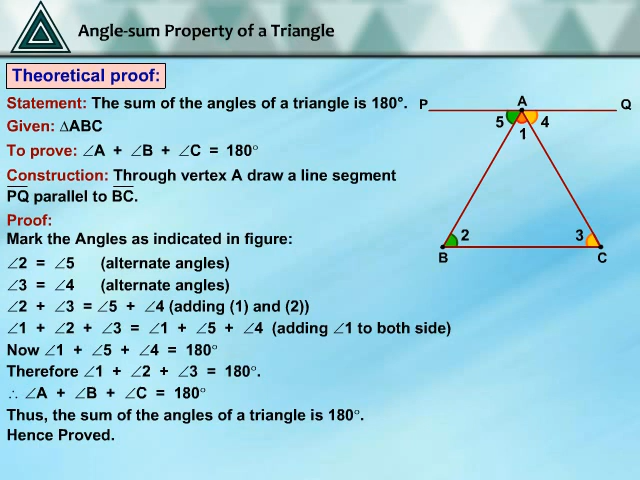 Angle-sum Property of a Triangle
Theoretical proof:
Statement: The sum of the angles of a triangle is 180°.
Given: ∆ABC
To prove: ∠A + ∠B + ∠C = 180°
Construction: Through vertex A draw a line segment
P̅Q̅ parallel to B̅C̅.
Proof:
Mark the Angles as indicated in figure:
∠2 = ∠5 (alternate angles)
∠3 = ∠4 (alternate angles)
∠2 + ∠3 = ∠5 + ∠4 (adding (1) and (2))
∠1 + ∠2 + ∠3 = ∠1 + ∠5 + ∠4 (adding ∠1 to both side)
Now ∠1 + ∠5 + ∠4 = 180°
Therefore ∠1 + ∠2 + ∠3 = 180°.
∴ ∠A + ∠B + ∠C = 180°
Thus, the sum of the angles of a triangle is 180°.
Hence Proved.
P A Q
5 1 4
2 3
B C